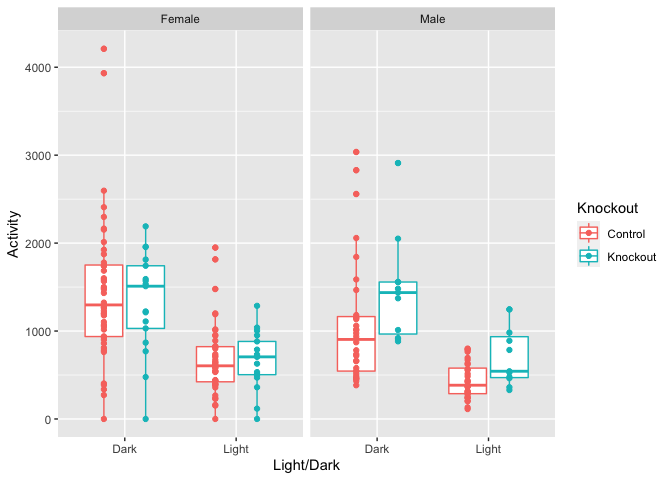 Female
Male
Activity
4000
3000
2000
1000
0
Dark
Light
Dark
Light
Light/Dark
Knockout
Control
Knockout